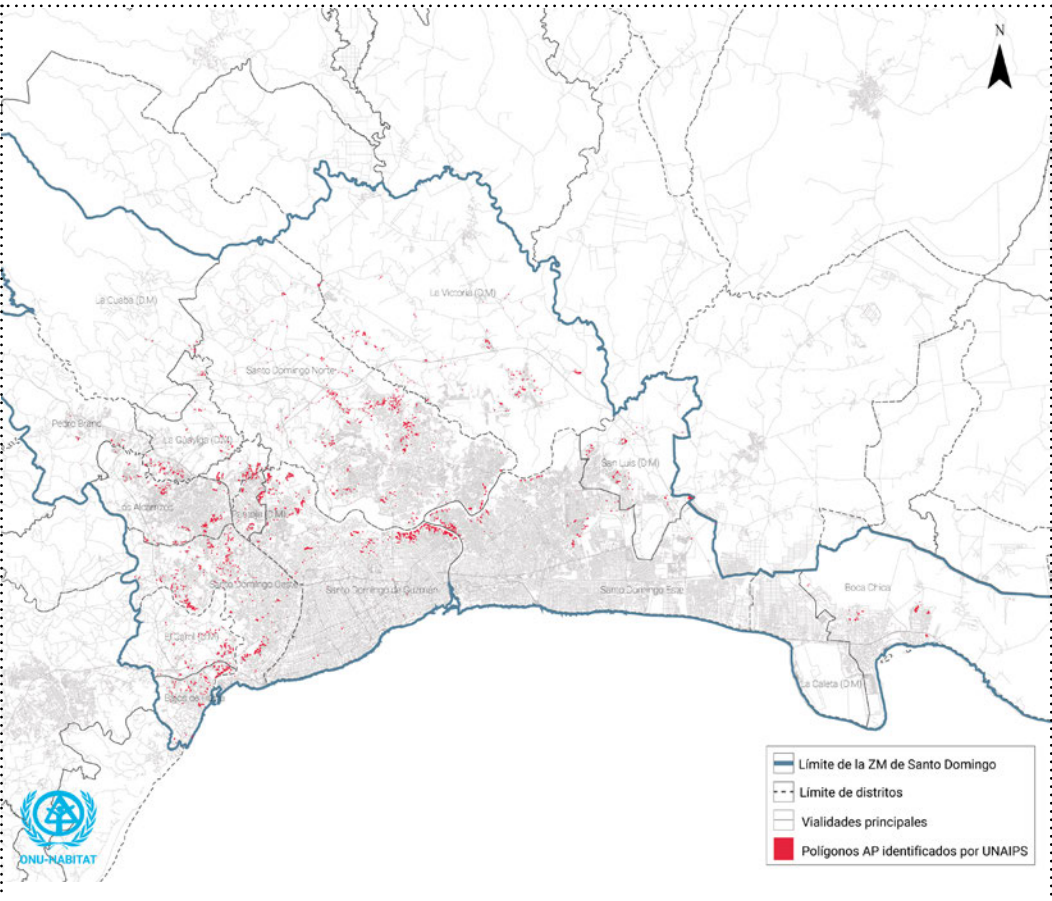 N
La Cuaba (D.M)
La Victoria (D.M)
Santo Domingo Norte
Pedro Brand
La Guáyiga (D.M)
San Luis (D.M)
Los Alcarrizos
Santo Domingo Oeste
Santo Domingo de Guzmán
Santo Domingo Este
Boca Chica
La Caleta (D.M)
Límite de la ZM de Santo Domingo
Límite de distritos
Vialidades principales
Polígonos AP identificados por UNAIPS
ONU-HABITAT